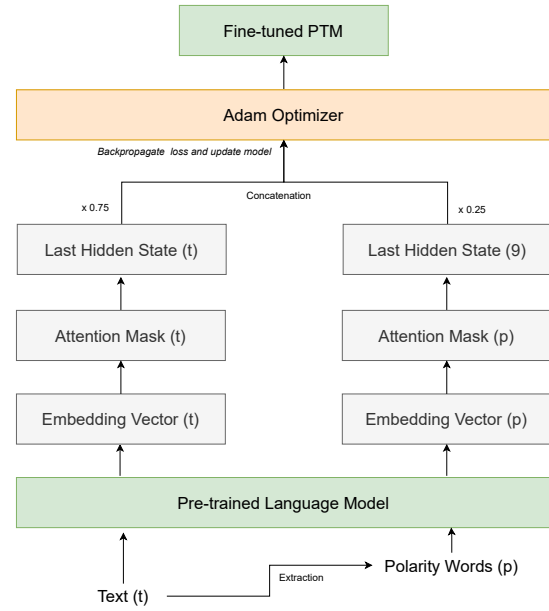 Fine-tuned PTM
Adam Optimizer
Backpropagate loss and update model
Concatenation
x 0.75
x 0.25
Last Hidden State (t)
Last Hidden State (9)
Attention Mask (t)
Attention Mask (p)
Embedding Vector (t)
Embedding Vector (p)
Pre-trained Language Model
Polarity Words (p)
Extraction
Text (t)